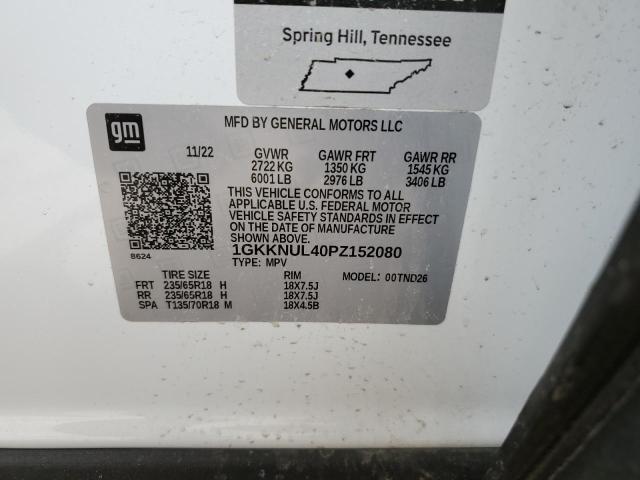 Spring Hill, Tennessee
gm
MFD BY GENERAL MOTORS LLC
11/22 GVWR GAWR FRT GAWR RR
2722 KG 1350 KG 1545 KG
6001 LB 2976 LB 3406 LB
THIS VEHICLE CONFORMS TO ALL
APPLICABLE U.S. FEDERAL MOTOR
VEHICLE SAFETY STANDARDS IN EFFECT
ON THE DATE OF MANUFACTURE
SHOWN ABOVE.
8624 1GKKNUL40PZ152080
TYPE: MPV MODEL: 00TND26
TIRE SIZE RIM
FRT 235/65R18 H 18X7.5J
RR 235/65R18 H 18X7.5J
SPA T135/70R18 M 18X4.5B